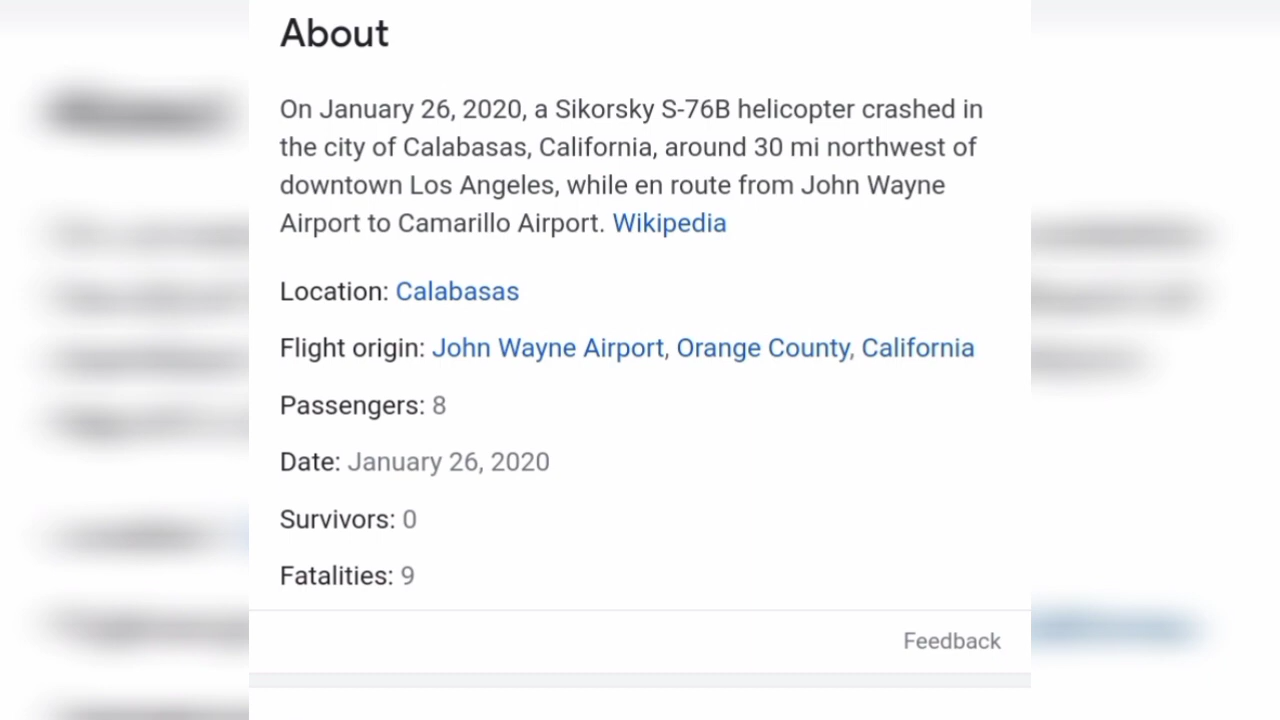 About
On January 26, 2020, a Sikorsky S-76B helicopter crashed in
the city of Calabasas, California, around 30 mi northwest of
downtown Los Angeles, while en route from John Wayne
Airport to Camarillo Airport. Wikipedia
Location: Calabasas
Flight origin: John Wayne Airport, Orange County, California
Passengers: 8
Date: January 26, 2020
Survivors: 0
Fatalities: 9
Feedback